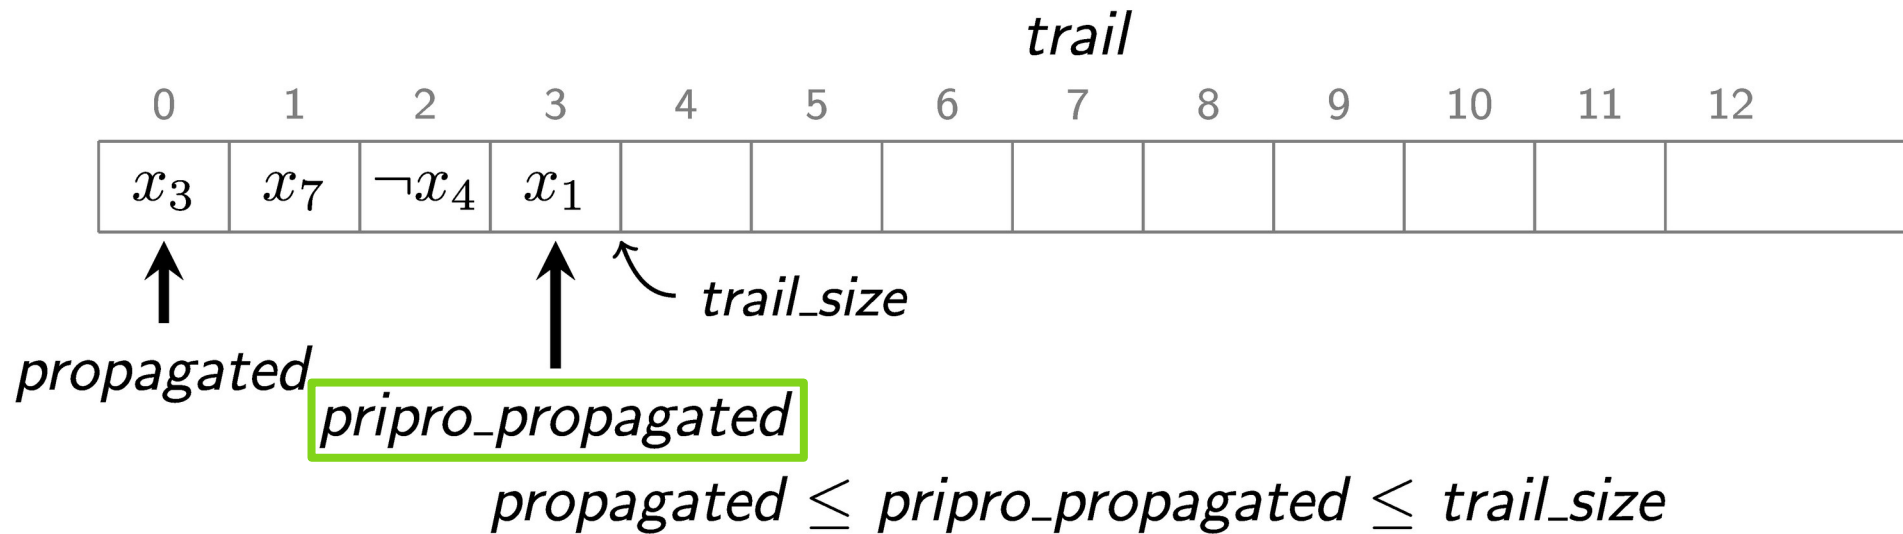 trail
0 1 2 3 4 5 6 7 8 9 10 11 12
x₃ x₇ ¬x₄ x₁
trail_size
propagated
pripro_propagated
propagated ≤ pripro_propagated ≤ trail_size